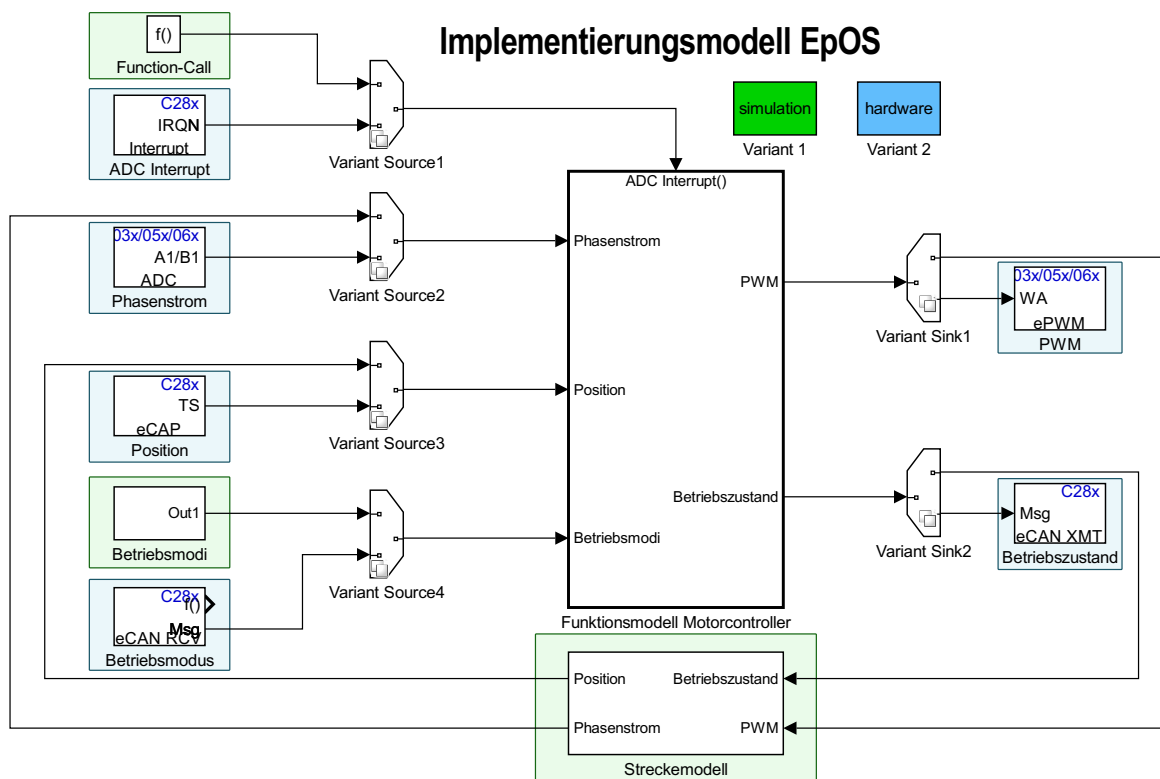 Implementierungsmodell EpOS
f()
Function-Call
C28x
IRQN
Interrupt
ADC Interrupt
Variant Source1
simulation
Variant 1
hardware
Variant 2
03x/05x/06x
A1/B1
ADC
Phasenstrom
Variant Source2
C28x
TS
eCAP
Position
Variant Source3
Out1
Betriebsmodi
C28x
f()
Msg
eCAN RCV
Betriebsmodus
Variant Source4
ADC Interrupt()
Phasenstrom
PWM
Position
Betriebszustand
Betriebsmodi
Funktionsmodell Motorcontroller
Variant Sink1
03x/05x/06x
WA
ePWM
PWM
Variant Sink2
C28x
Msg
eCAN XMT
Betriebszustand
Position
Betriebszustand
Phasenstrom
PWM
Streckemodell